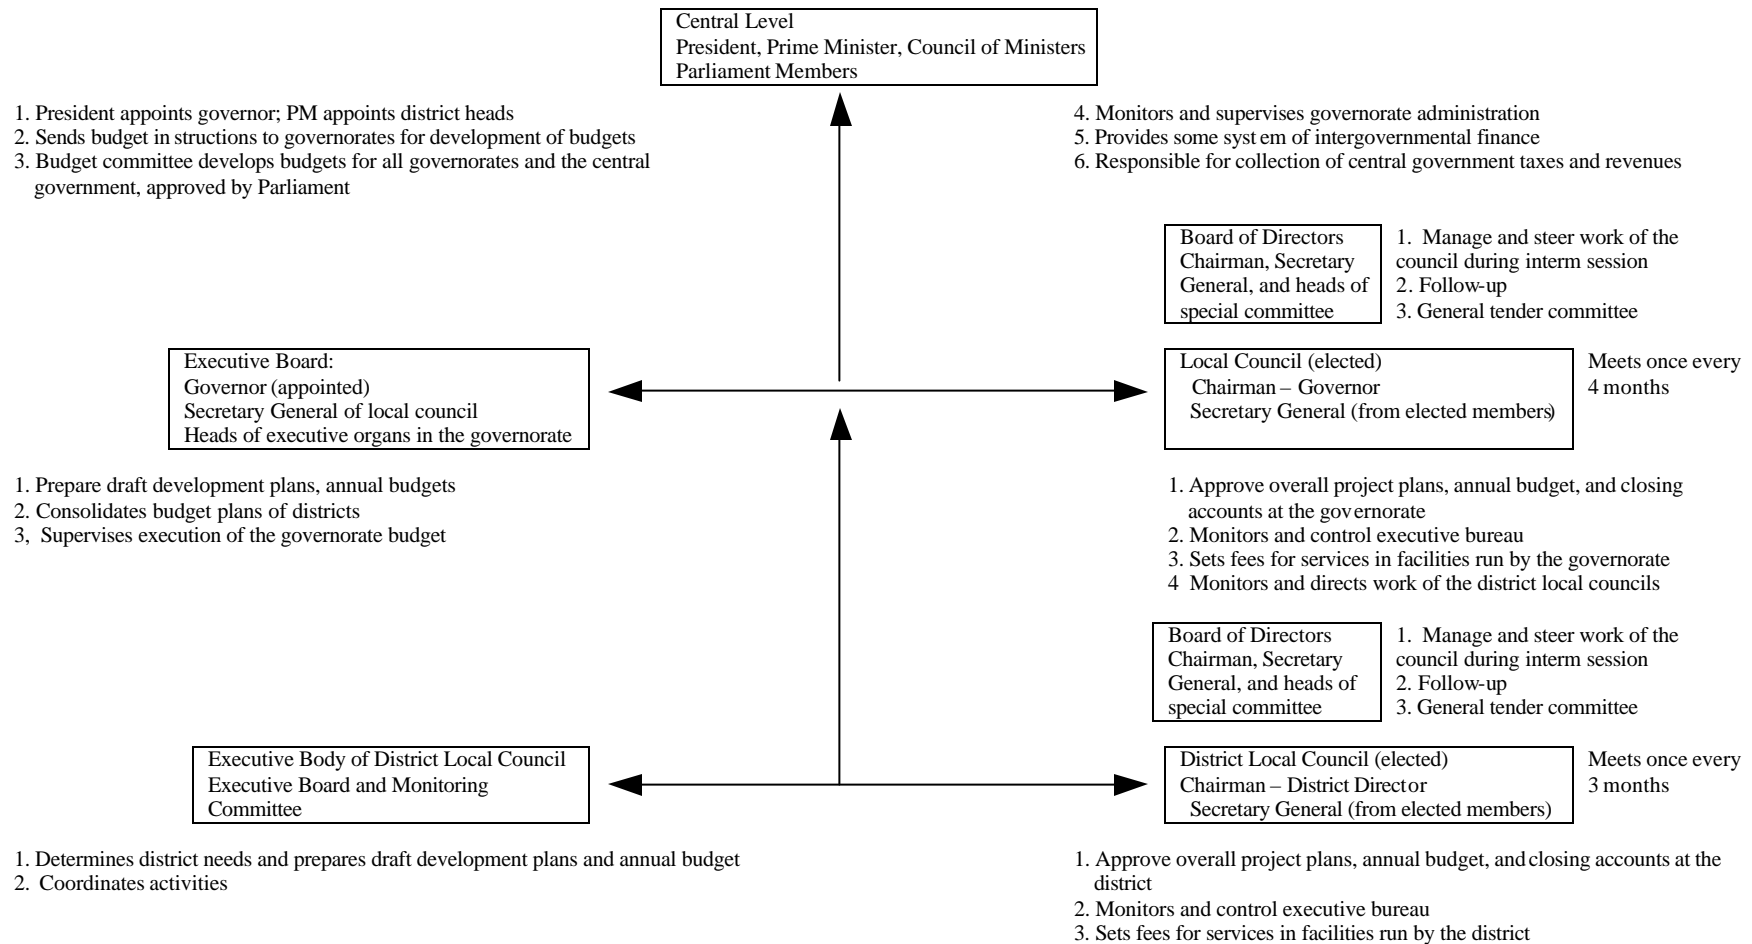 Central Level
President, Prime Minister, Council of Ministers
Parliament Members
1. President appoints governor; PM appoints district heads
2. Sends budget in structions to governorates for development of budgets
3. Budget committee develops budgets for all governorates and the central
government, approved by Parliament
4. Monitors and supervises governorate administration
5. Provides some syst em of intergovernmental finance
6. Responsible for collection of central government taxes and revenues
Board of Directors
Chairman, Secretary
General, and heads of
special committee
1. Manage and steer work of the
council during interm session
2. Follow-up
3. General tender committee
Executive Board:
Governor (appointed)
Secretary General of local council
Heads of executive organs in the governorate
Local Council (elected)
Chairman – Governor
Secretary General (from elected members)
Meets once every
4 months
1. Prepare draft development plans, annual budgets
2. Consolidates budget plans of districts
3, Supervises execution of the governorate budget
1. Approve overall project plans, annual budget, and closing
accounts at the governorate
2. Monitors and control executive bureau
3. Sets fees for services in facilities run by the governorate
4 Monitors and directs work of the district local councils
Board of Directors
Chairman, Secretary
General, and heads of
special committee
1. Manage and steer work of the
council during interm session
2. Follow-up
3. General tender committee
Executive Body of District Local Council
Executive Board and Monitoring
Committee
District Local Council (elected)
Chairman – District Director
Secretary General (from elected members)
Meets once every
3 months
1. Determines district needs and prepares draft development plans and annual budget
2. Coordinates activities
1. Approve overall project plans, annual budget, and closing accounts at the
district
2. Monitors and control executive bureau
3. Sets fees for services in facilities run by the district